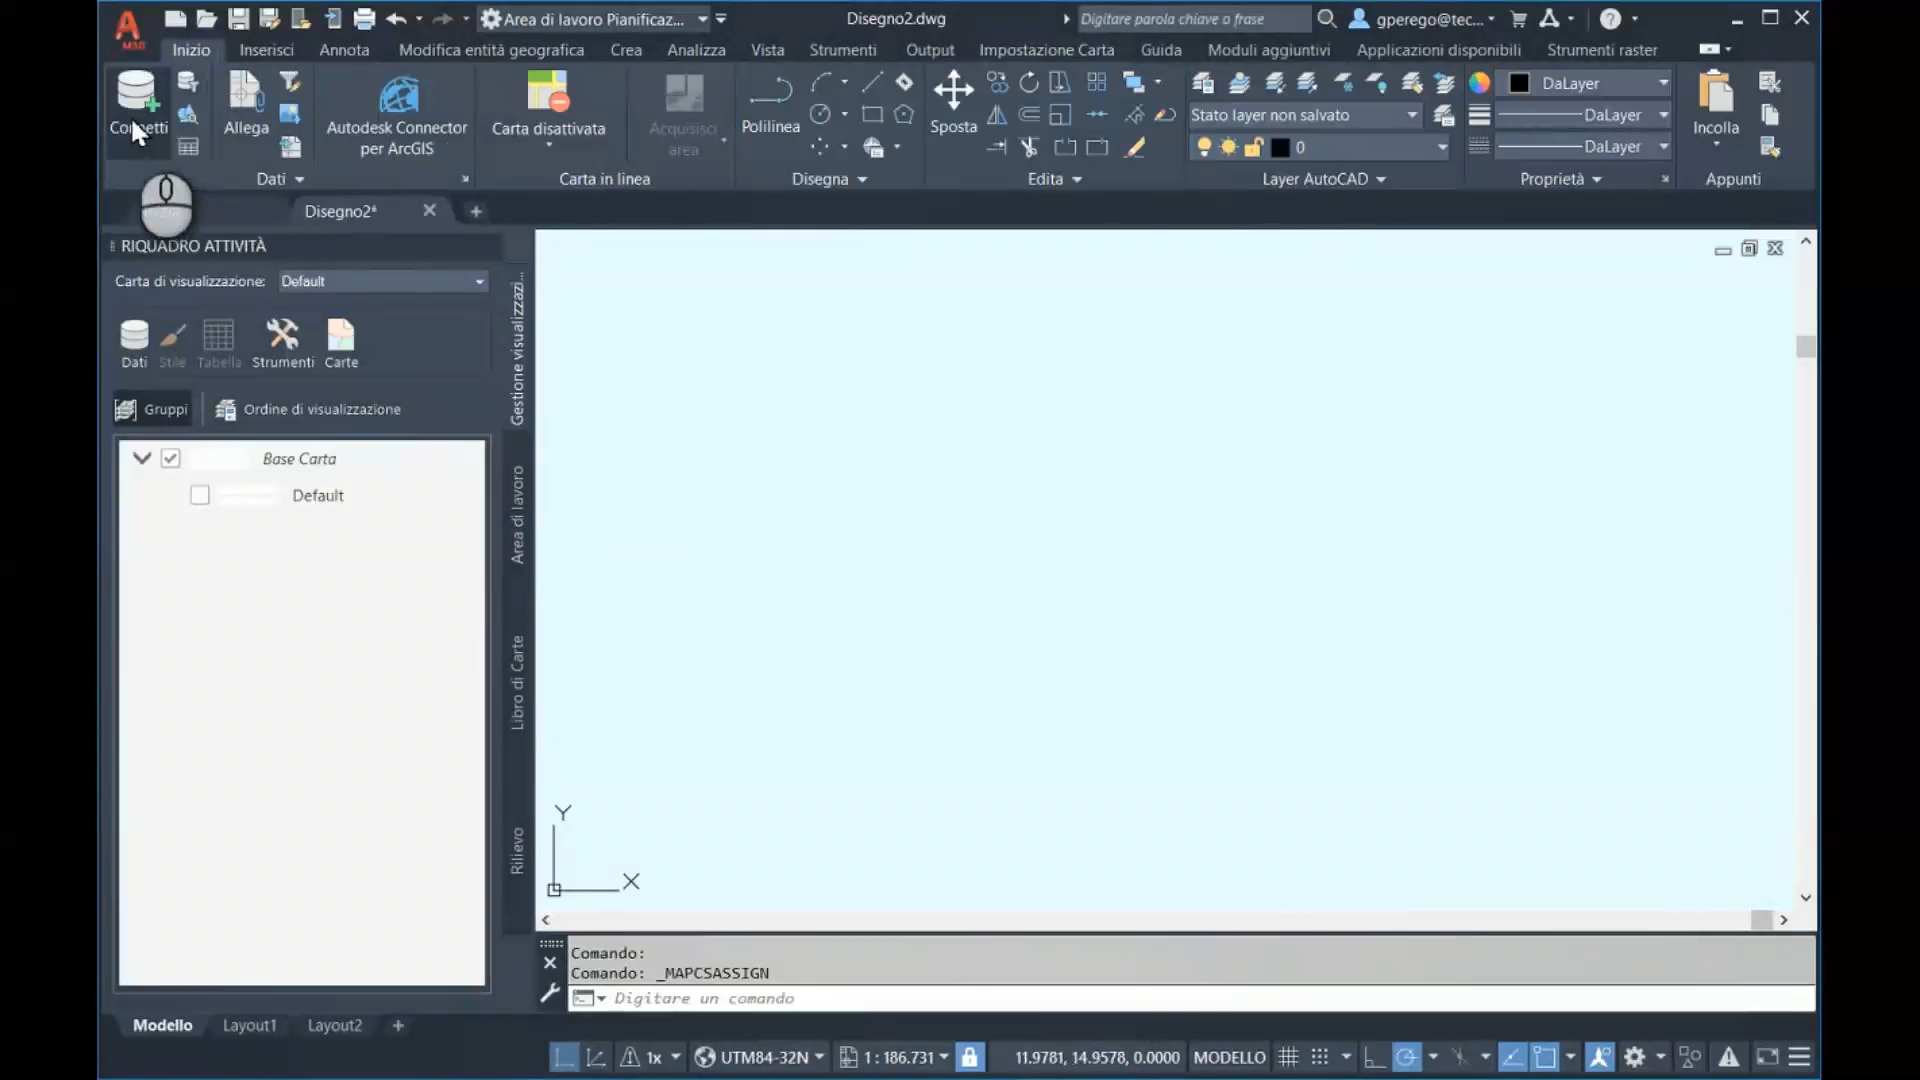 Area di lavoro Pianificaz...
Disegno2.dwg
Digitare parola chiave o frase
gperego@tec...
Inizio
Inserisci
Annota
Modifica entità geografica
Crea
Analizza
Vista
Strumenti
Output
Impostazione Carta
Guida
Moduli aggiuntivi
Applicazioni disponibili
Strumenti raster
Allega
Autodesk Connector
per ArcGIS
Carta disattivata
Acquisisci
area
Polilinea
Sposta
Stato layer non salvato
0
DaLayer
DaLayer
DaLayer
Incolla
Dati
Carta in linea
Disegna
Edita
Layer AutoCAD
Proprietà
Appunti
Disegno2*
RIQUADRO ATTIVITÀ
Carta di visualizzazione:
Default
Dati
Stile
Tabella
Strumenti
Carte
Gruppi
Ordine di visualizzazione
Base Carta
Default
Gestione visualizzazi...
Area di lavoro
Libro di Carte
Rilievo
Y
X
Comando:
Comando: _MAPCSASSIGN
Digitare un comando
Modello
Layout1
Layout2
1x
UTM84-32N
1 : 186.731
11.9781, 14.9578, 0.0000
MODELLO